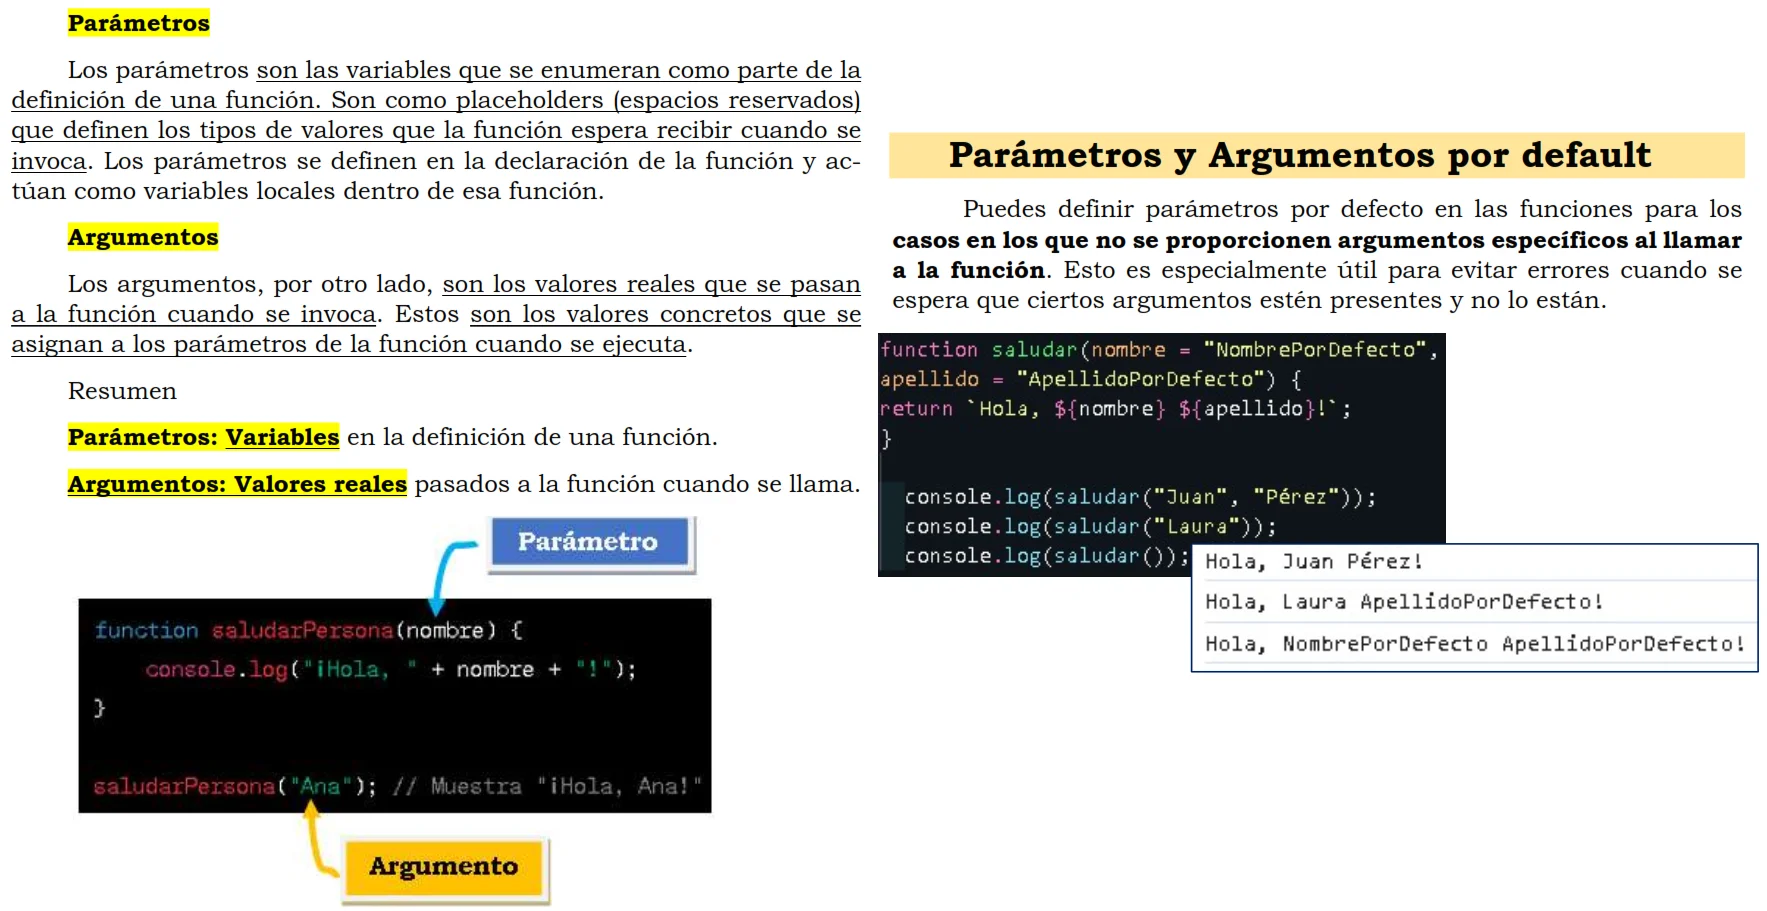 Parámetros
Los parámetros son las variables que se enumeran como parte de la
definición de una función. Son como placeholders (espacios reservados)
que definen los tipos de valores que la función espera recibir cuando se
invoca. Los parámetros se definen en la declaración de la función y ac-
túan como variables locales dentro de esa función.
Argumentos
Los argumentos, por otro lado, son los valores reales que se pasan
a la función cuando se invoca. Estos son los valores concretos que se
asignan a los parámetros de la función cuando se ejecuta.
Resumen
Parámetros: Variables en la definición de una función.
Argumentos: Valores reales pasados a la función cuando se llama.
Parámetro
function saludarPersona(nombre) {
console.log("¡Hola, " + nombre + "!");
}
saludarPersona("Ana"); // Muestra "¡Hola, Ana!"
Argumento
Parámetros y Argumentos por default
Puedes definir parámetros por defecto en las funciones para los
casos en los que no se proporcionen argumentos específicos al llamar
a la función. Esto es especialmente útil para evitar errores cuando se
espera que ciertos argumentos estén presentes y no lo están.
function saludar(nombre = "NombrePorDefecto",
apellido = "ApellidoPorDefecto") {
return `Hola, ${nombre} ${apellido}!`;
}
console.log(saludar("Juan", "Pérez"));
console.log(saludar("Laura"));
console.log(saludar());
Hola, Juan Pérez!
Hola, Laura ApellidoPorDefecto!
Hola, NombrePorDefecto ApellidoPorDefecto!